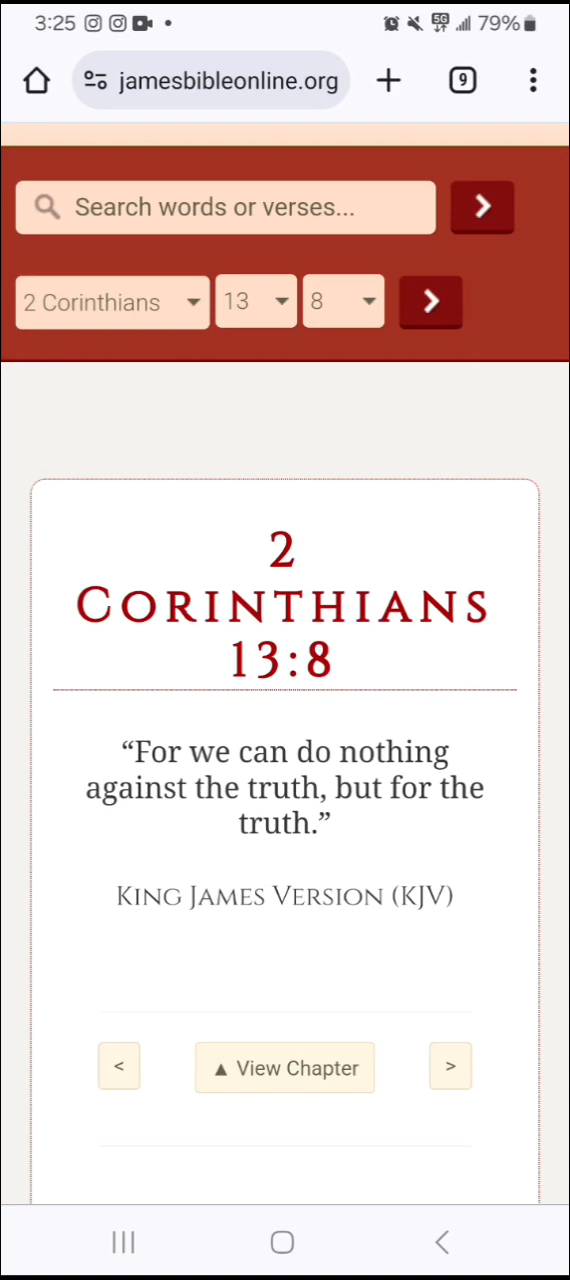 3:25 79%
jamesbibleonline.org 9
Search words or verses...
2 Corinthians 13 8
2
Corinthians
13:8
“For we can do nothing
against the truth, but for the
truth.”
King James Version (KJV)
< ▲ View Chapter >